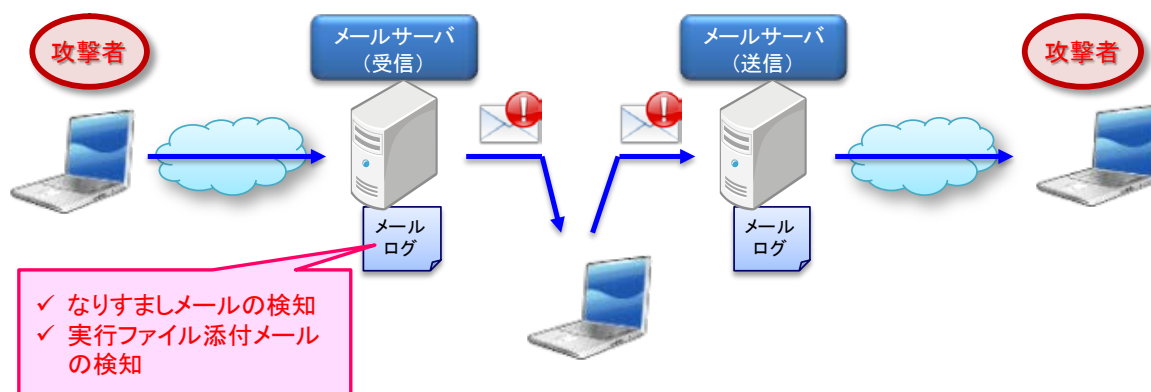 攻撃者
メールサーバ
（受信）
メールサーバ
（送信）
攻撃者
メール
ログ
メール
ログ
✓ なりすましメールの検知
✓ 実行ファイル添付メール
の検知